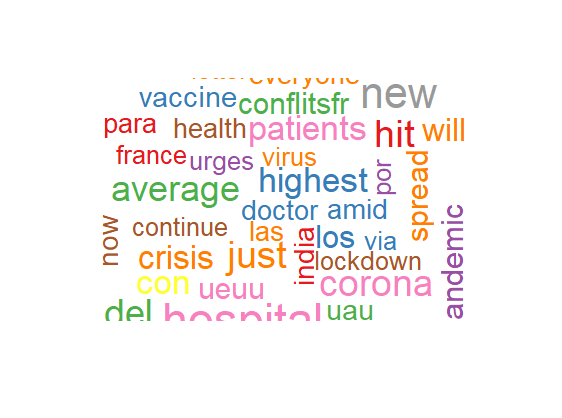 everyone
new
vaccine
conflitsfr
para
health
patients
hit
will
france
urges
virus
highest
por
spread
average
doctor
amid
now
continue
las
india
los
via
andemic
crisis
just
lockdown
con
ueuu
corona
del
hospital
uau